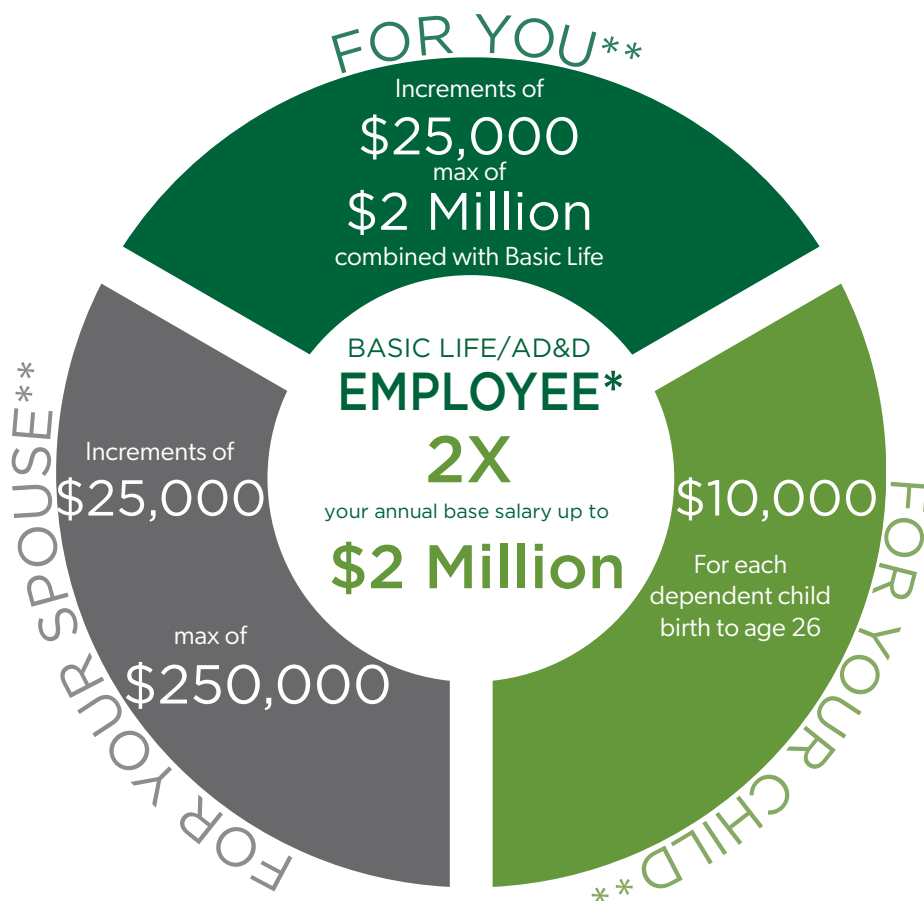 FOR YOU**
Increments of
$25,000
max of
$2 Million
combined with Basic Life
BASIC LIFE/AD&D
EMPLOYEE*
2X
your annual base salary up to
$2 Million
FOR YOUR SPOUSE**
Increments of
$25,000
max of
$250,000
FOR YOUR CHILD**
$10,000
For each
dependent child
birth to age 26